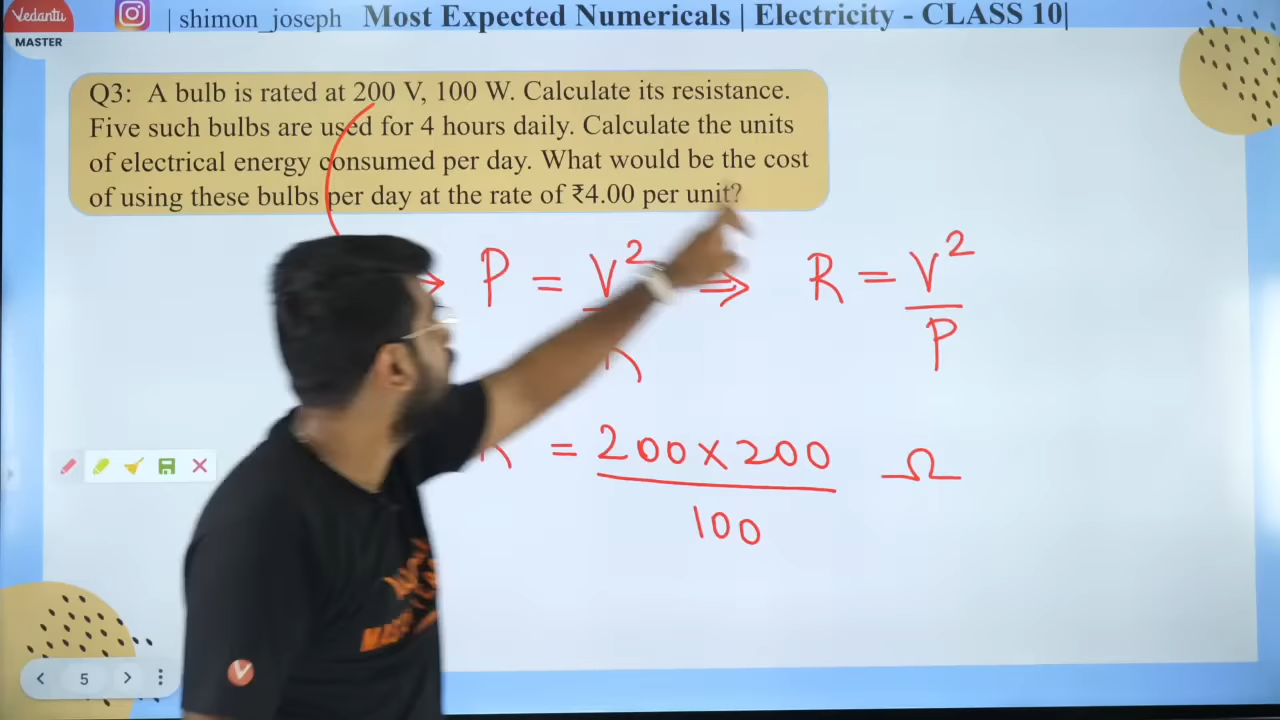 Vedantu
MASTER
| shimon_joseph
Most Expected Numericals | Electricity - CLASS 10|
Q3: A bulb is rated at 200 V, 100 W. Calculate its resistance.
Five such bulbs are used for 4 hours daily. Calculate the units
of electrical energy consumed per day. What would be the cost
of using these bulbs per day at the rate of ₹4.00 per unit?
→ P = V² ⇒ R = V²
P
= 200×200 Ω
100
5